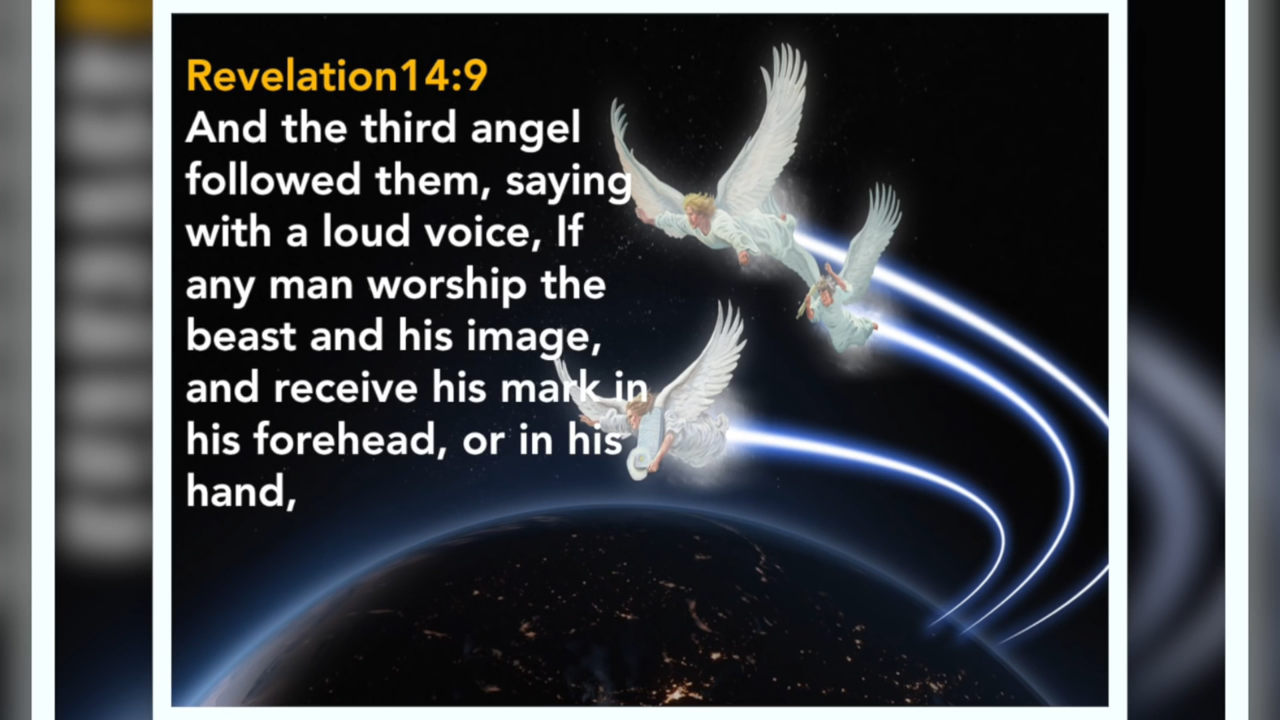 Revelation14:9
And the third angel
followed them, saying
with a loud voice, If
any man worship the
beast and his image,
and receive his mark in
his forehead, or in his
hand,